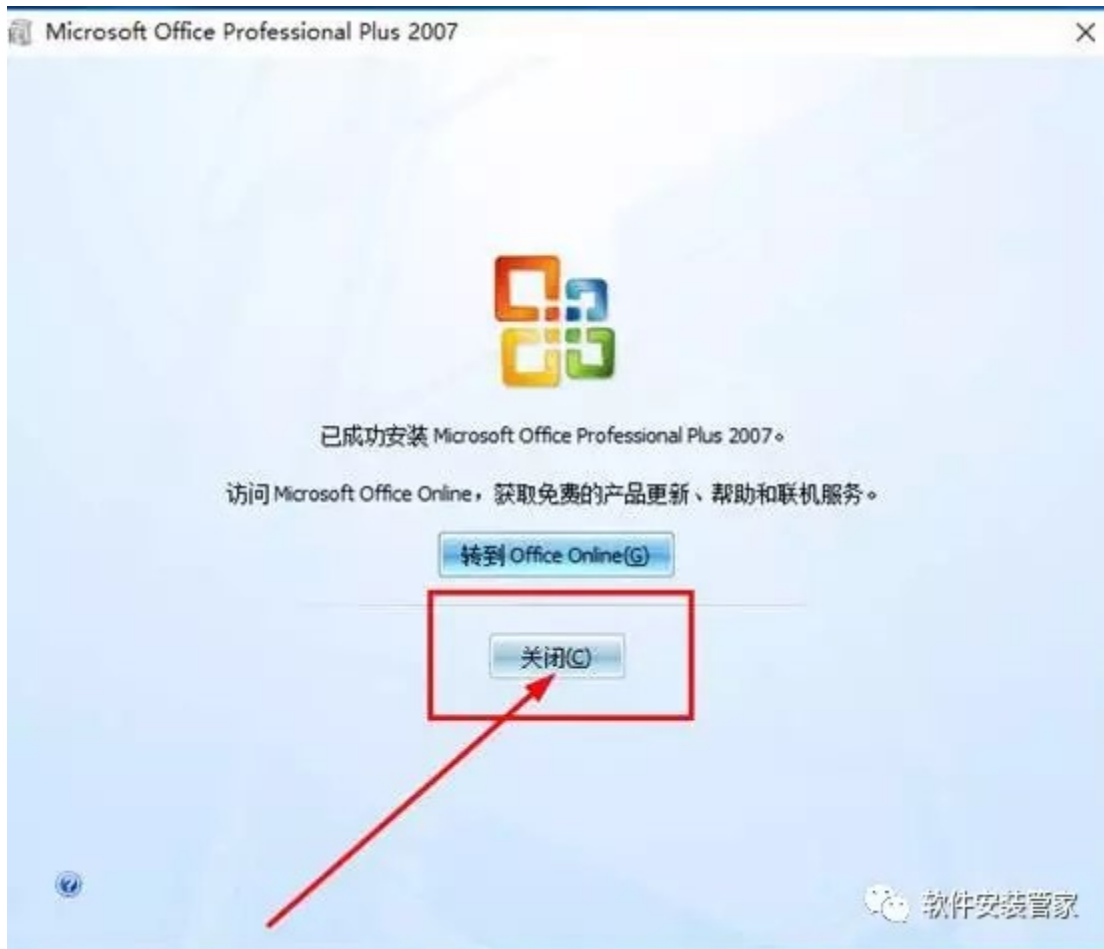 Microsoft Office Professional Plus 2007
已成功安装 Microsoft Office Professional Plus 2007。
访问 Microsoft Office Online，获取免费的产品更新、帮助和联机服务。
转到 Office Online(G)
关闭(C)
软件安装管家